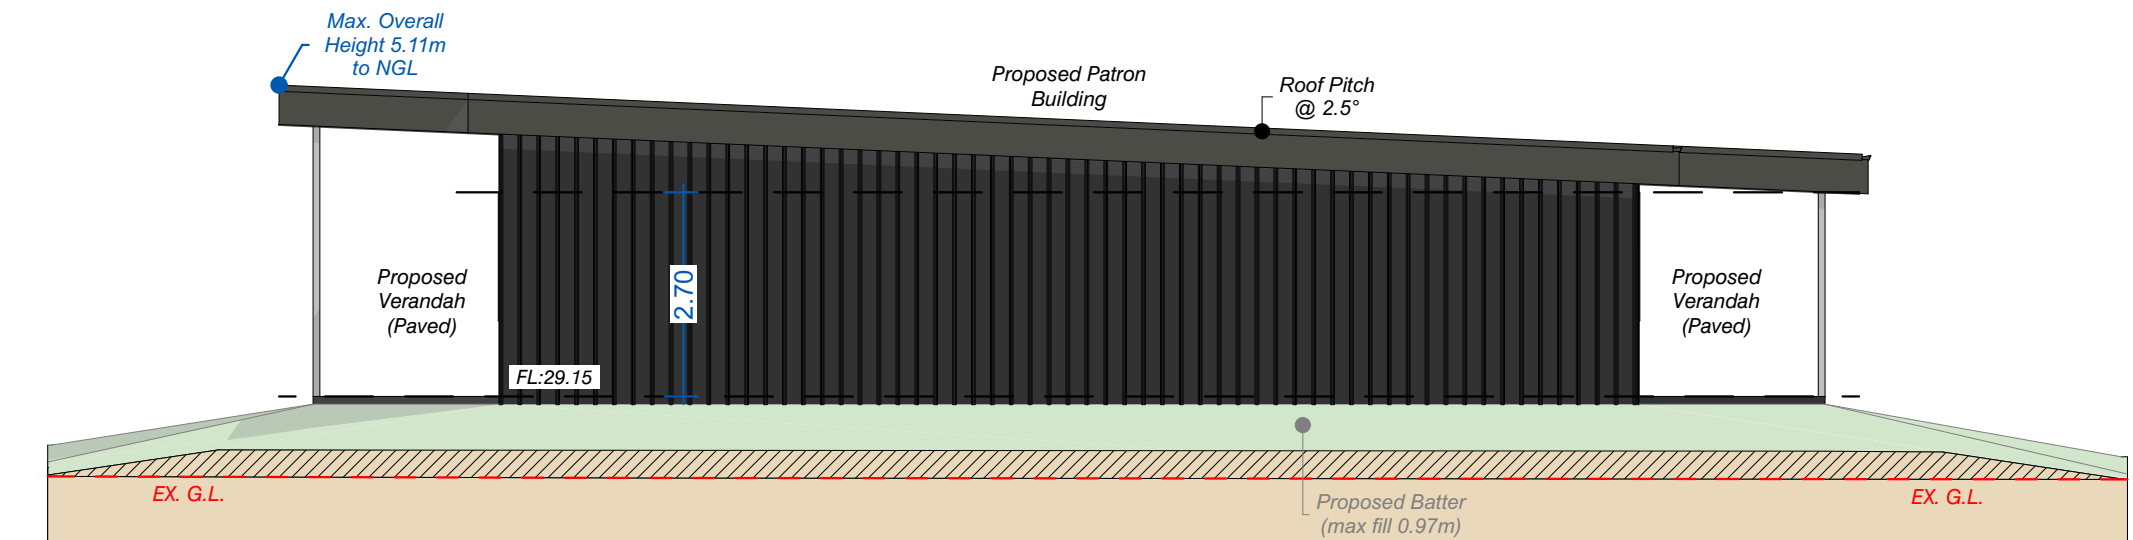 Max. Overall
Height 5.11m
to NGL
Proposed Patron
Building
Roof Pitch
@ 2.5°
Proposed
Verandah
(Paved)
2.70
Proposed
Verandah
(Paved)
FL:29.15
EX. G.L.
Proposed Batter
(max fill 0.97m)
EX. G.L.